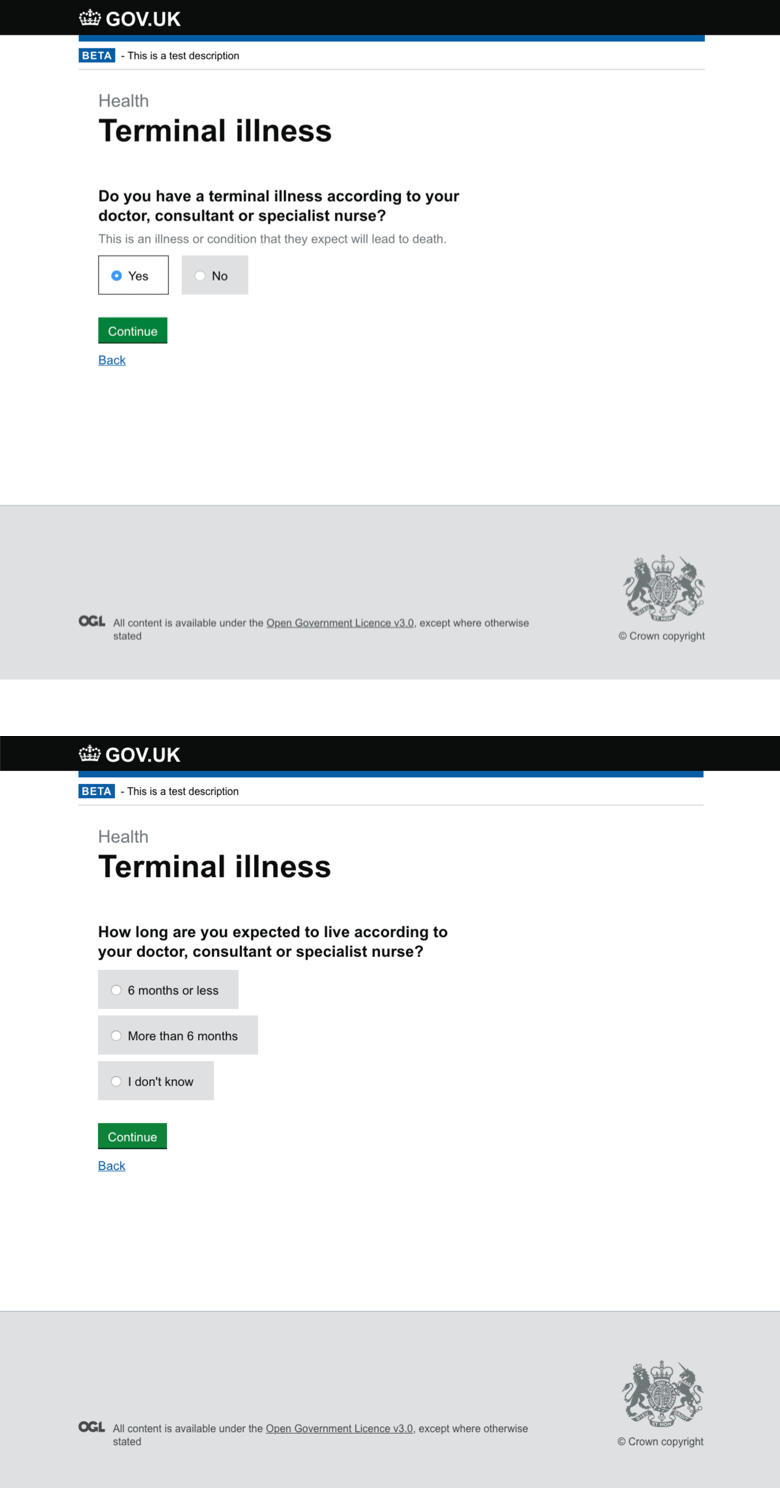 GOV.UK
BETA - This is a test description
Health
Terminal illness
Do you have a terminal illness according to your
doctor, consultant or specialist nurse?
This is an illness or condition that they expect will lead to death.
Yes No
Continue
Back
OGL All content is available under the Open Government Licence v3.0, except where otherwise
stated
© Crown copyright
GOV.UK
BETA - This is a test description
Health
Terminal illness
How long are you expected to live according to
your doctor, consultant or specialist nurse?
6 months or less
More than 6 months
I don't know
Continue
Back
OGL All content is available under the Open Government Licence v3.0, except where otherwise
stated
© Crown copyright